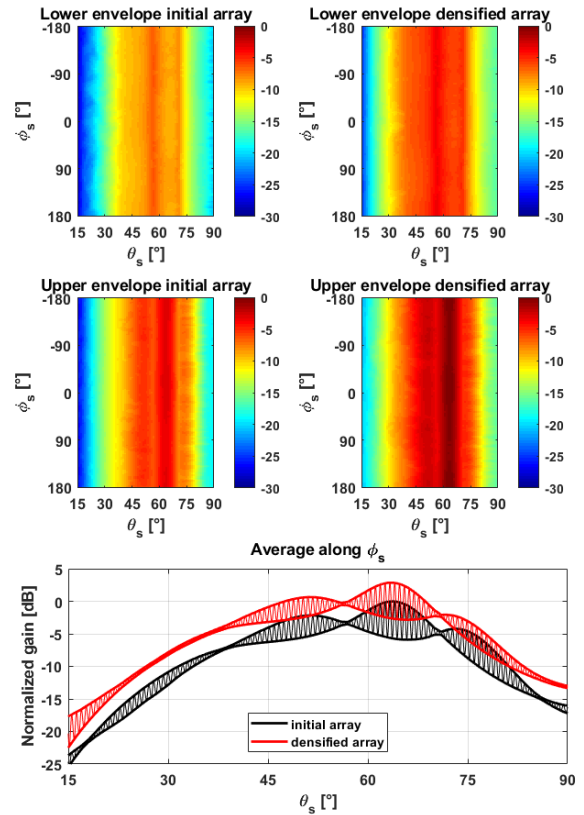 Lower envelope initial array
Lower envelope densified array
-180
-90
0
90
180
ϕs [°]
15 30 45 60 75 90
θs [°]
0
-5
-10
-15
-20
-25
-30
-180
-90
0
90
180
ϕs [°]
15 30 45 60 75 90
θs [°]
0
-5
-10
-15
-20
-25
-30
Upper envelope initial array
Upper envelope densified array
-180
-90
0
90
180
ϕs [°]
15 30 45 60 75 90
θs [°]
0
-5
-10
-15
-20
-25
-30
-180
-90
0
90
180
ϕs [°]
15 30 45 60 75 90
θs [°]
0
-5
-10
-15
-20
-25
-30
Average along ϕs
Normalized gain [dB]
5
0
-5
-10
-15
-20
-25
initial array
densified array
15 30 45 60 75 90
θs [°]